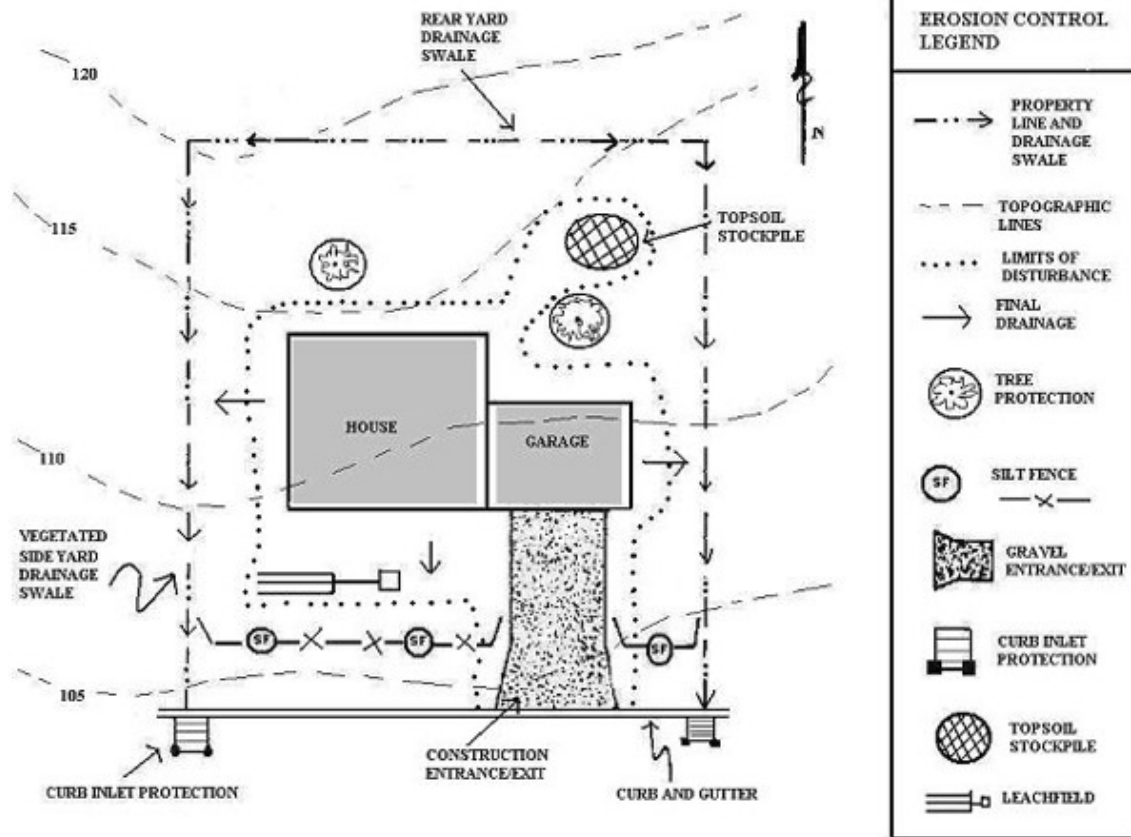 REAR YARD
DRAINAGE
SWALE
120
N
115
TOPSOIL
STOCKPILE
HOUSE
GARAGE
110
VEGETATED
SIDE YARD
DRAINAGE
SWALE
SF
SF
SF
105
CONSTRUCTION
ENTRANCE/EXIT
CURB INLET PROTECTION
CURB AND GUTTER
EROSION CONTROL
LEGEND
PROPERTY
LINE AND
DRAINAGE
SWALE
TOPOGRAPHIC
LINES
LIMITS OF
DISTURBANCE
FINAL
DRAINAGE
TREE
PROTECTION
SF
SILT FENCE
GRAVEL
ENTRANCE/EXIT
CURB INLET
PROTECTION
TOPSOIL
STOCKPILE
LEACHFIELD